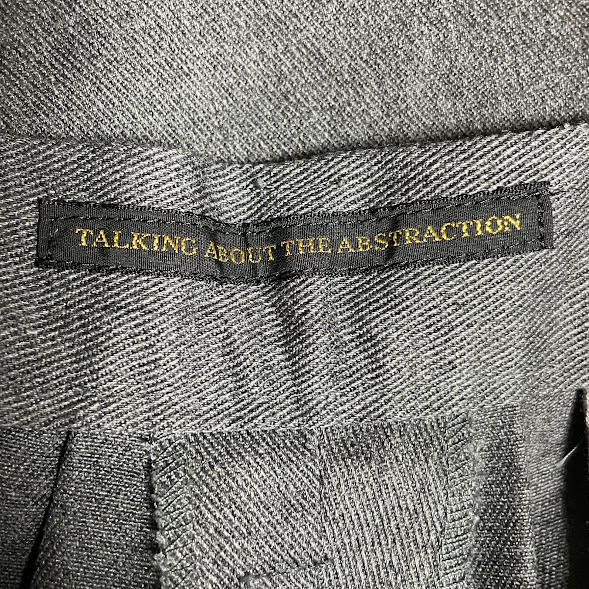 TALKING ABOUT THE ABSTRACTION